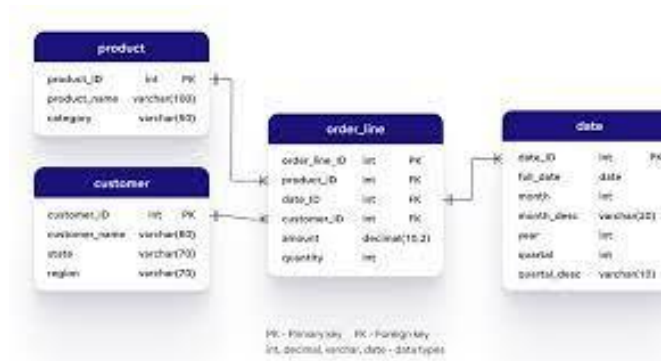 product
product_ID int PK
product_name varchar(100)
category varchar(50)
customer
customer_ID int PK
customer_name varchar(60)
state varchar(70)
region varchar(70)
order_line
order_line_ID int PK
product_ID int FK
date_ID int FK
customer_ID int FK
amount decimal(10,2)
quantity int
date
date_ID int PK
full_date date
month int
month_desc varchar(20)
year int
quartal int
quartal_desc varchar(10)
PK - Primary key FK - Foreign key
int, decimal, varchar, date - data types